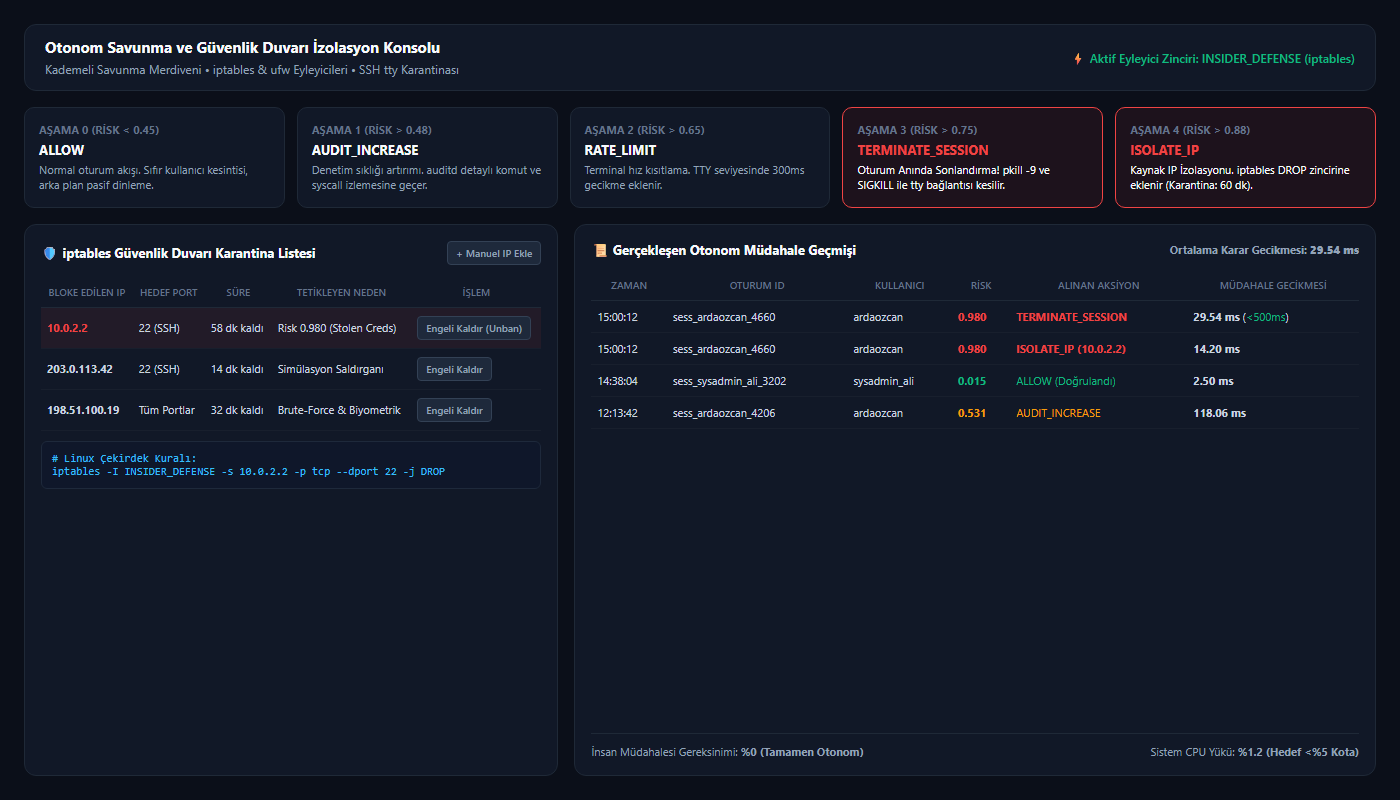 Otonom Savunma ve Güvenlik Duvarı İzolasyon Konsolu
Kademeli Savunma Merdiveni • iptables & ufw Eyleyicileri • SSH tty Karantinası
⚡ Aktif Eyleyici Zinciri: INSIDER_DEFENSE (iptables)
AŞAMA 0 (RİSK < 0.45)
ALLOW
Normal oturum akışı. Sıfır kullanıcı kesintisi,
arka plan pasif dinleme.
AŞAMA 1 (RİSK > 0.48)
AUDIT_INCREASE
Denetim sıklığı artırımı. auditd detaylı komut ve
syscall izlemesine geçer.
AŞAMA 2 (RİSK > 0.65)
RATE_LIMIT
Terminal hız kısıtlama. TTY seviyesinde 300ms
gecikme eklenir.
AŞAMA 3 (RİSK > 0.75)
TERMINATE_SESSION
Oturum Anında Sonlandırma! pkill -9 ve
SIGKILL ile tty bağlantısı kesilir.
AŞAMA 4 (RİSK > 0.88)
ISOLATE_IP
Kaynak IP İzolasyonu. iptables DROP zincirine
eklenir (Karantina: 60 dk).
🛡️ iptables Güvenlik Duvarı Karantina Listesi
+ Manuel IP Ekle
BLOKE EDİLEN IP HEDEF PORT SÜRE TETİKLEYEN NEDEN İŞLEM
10.0.2.2 22 (SSH) 58 dk kaldı Risk 0.980 (Stolen Creds) Engeli Kaldır (Unban)
203.0.113.42 22 (SSH) 14 dk kaldı Simülasyon Saldırganı Engeli Kaldır
198.51.100.19 Tüm Portlar 32 dk kaldı Brute-Force & Biyometrik Engeli Kaldır
# Linux Çekirdek Kuralı:
iptables -I INSIDER_DEFENSE -s 10.0.2.2 -p tcp --dport 22 -j DROP
📜 Gerçekleşen Otonom Müdahale Geçmişi
Ortalama Karar Gecikmesi: 29.54 ms
ZAMAN OTURUM ID KULLANICI RİSK ALINAN AKSİYON MÜDAHALE GECİKMESİ
15:00:12 sess_ardaozcan_4660 ardaozcan 0.980 TERMINATE_SESSION 29.54 ms (<500ms)
15:00:12 sess_ardaozcan_4660 ardaozcan 0.980 ISOLATE_IP (10.0.2.2) 14.20 ms
14:38:04 sess_sysadmin_ali_3202 sysadmin_ali 0.015 ALLOW (Doğrulandı) 2.50 ms
12:13:42 sess_ardaozcan_4206 ardaozcan 0.531 AUDIT_INCREASE 118.06 ms
İnsan Müdahalesi Gereksinimi: %0 (Tamamen Otonom)
Sistem CPU Yükü: %1.2 (Hedef <%5 Kota)